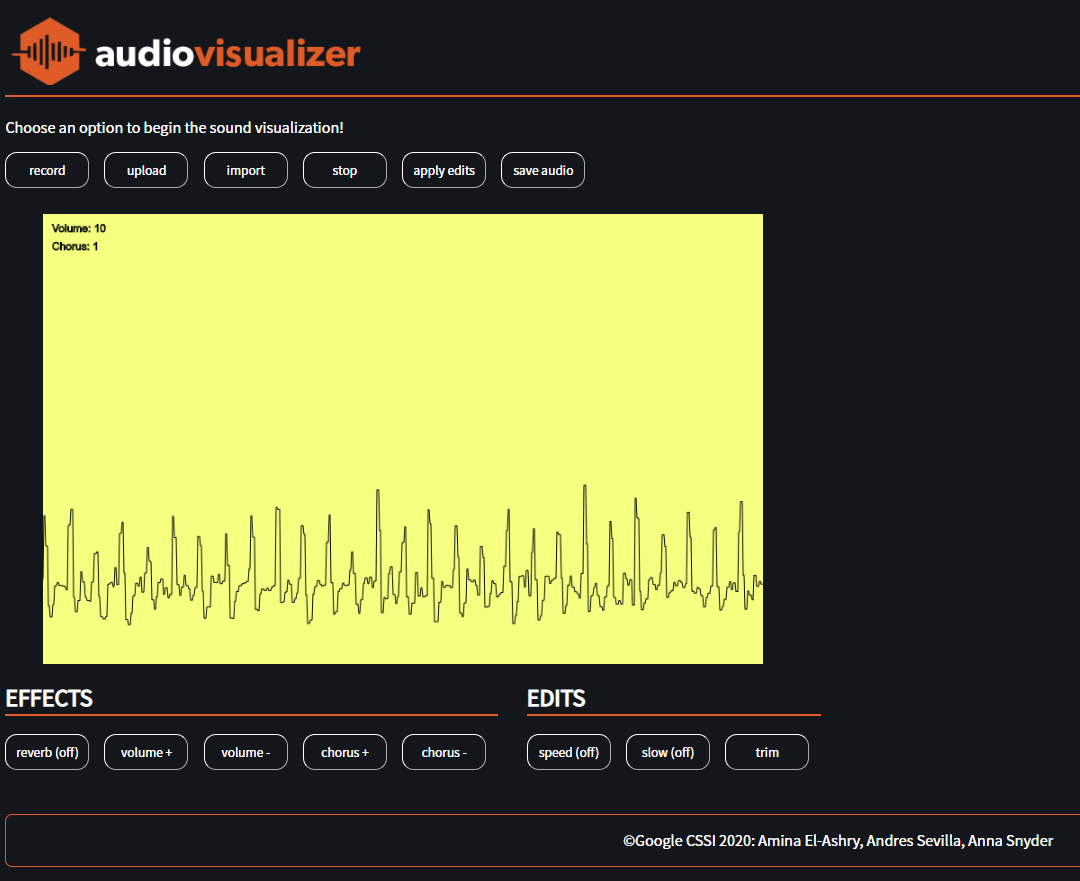 audiovisualizer
Choose an option to begin the sound visualization!
record upload import stop apply edits save audio
Volume: 10
Chorus: 1
EFFECTS EDITS
reverb (off) volume + volume - chorus + chorus - speed (off) slow (off) trim
©Google CSSI 2020: Amina El-Ashry, Andres Sevilla, Anna Snyder